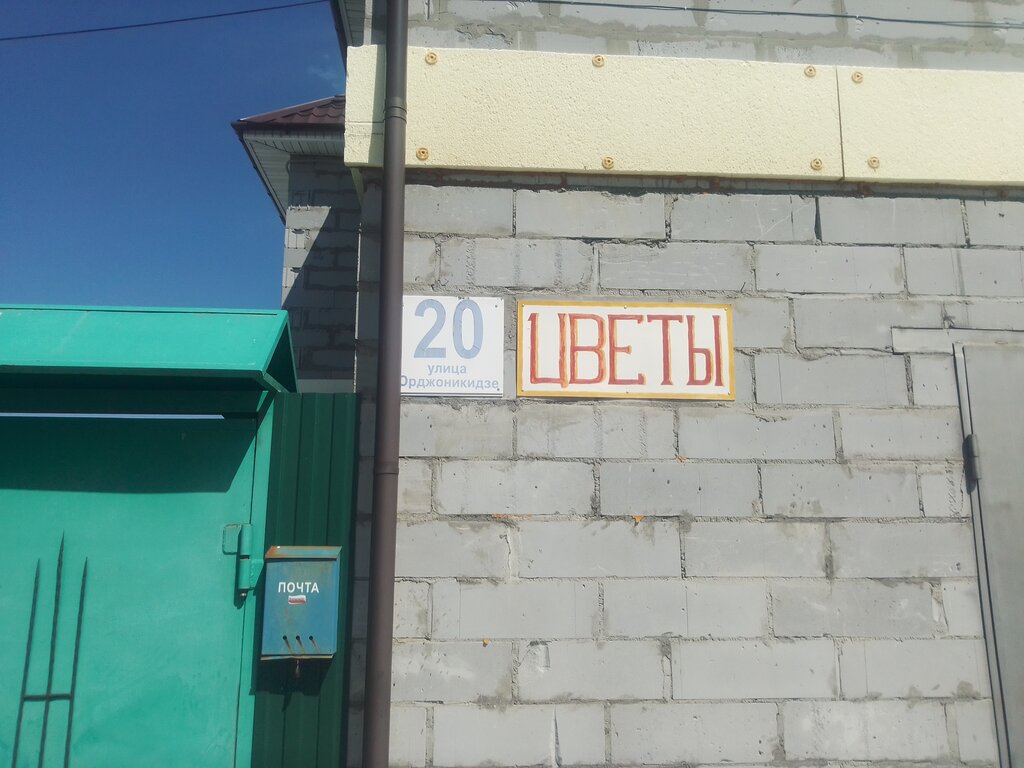 20
улица
Орджоникидзе
ЦВЕТЫ
ПОЧТА